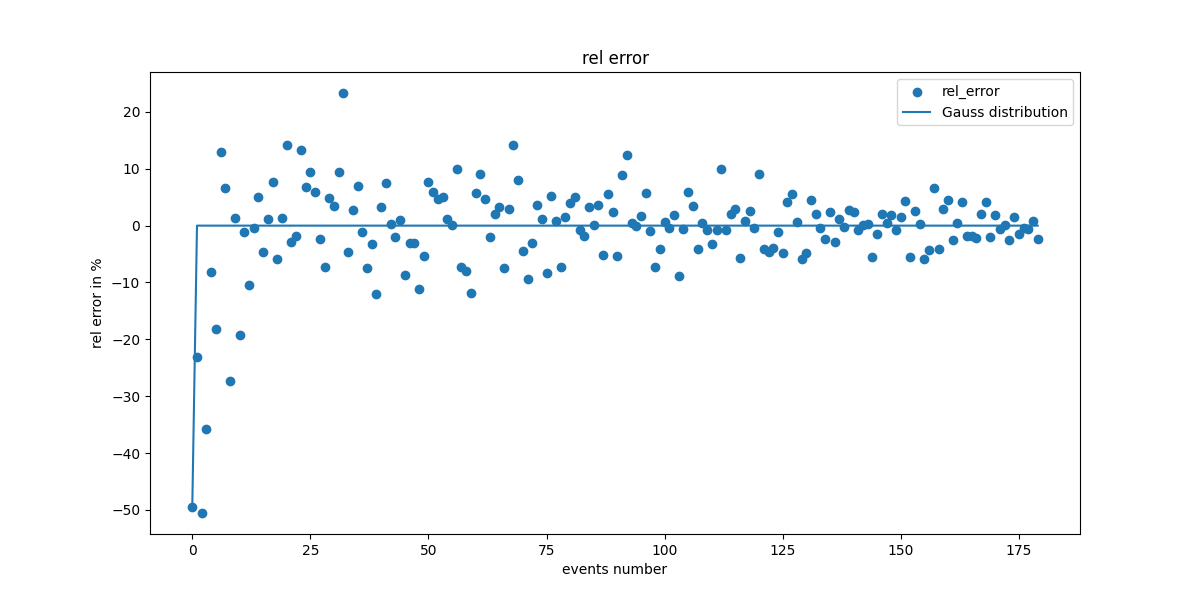 rel error
rel_error
Gauss distribution
rel error in %
20
10
0
−10
−20
−30
−40
−50
0 25 50 75 100 125 150 175
events number